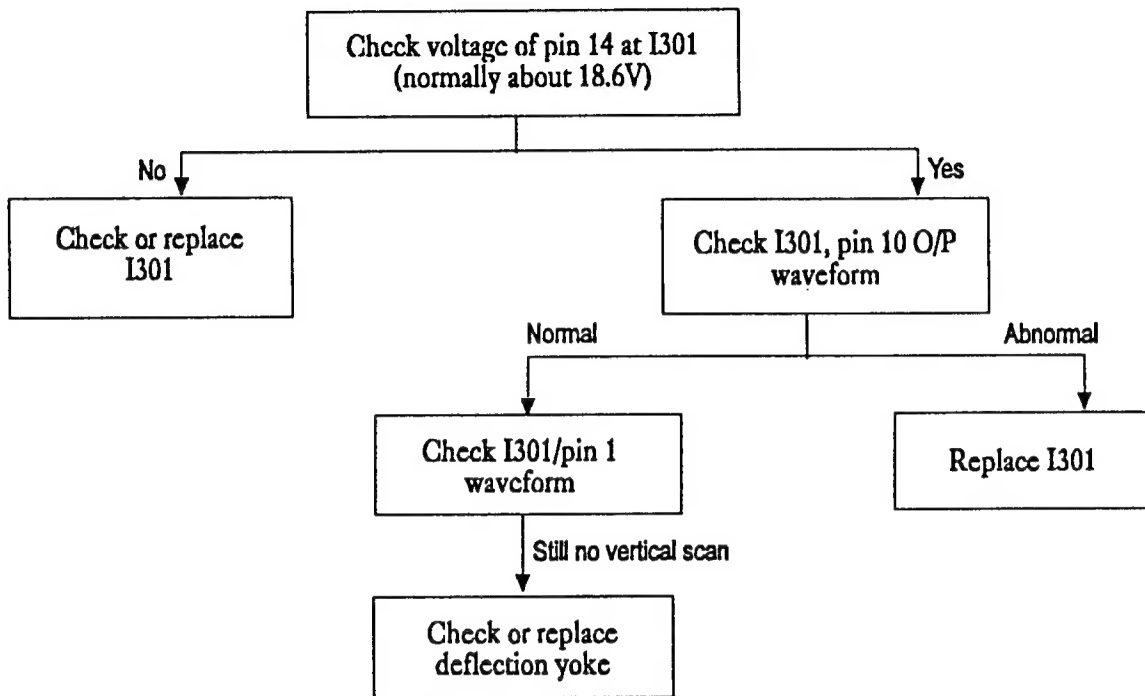 Check voltage of pin 14 at I301
(normally about 18.6V)
No
Yes
Check or replace
I301
Check I301, pin 10 O/P
waveform
Normal
Abnormal
Check I301/pin 1
waveform
Replace I301
Still no vertical scan
Check or replace
deflection yoke